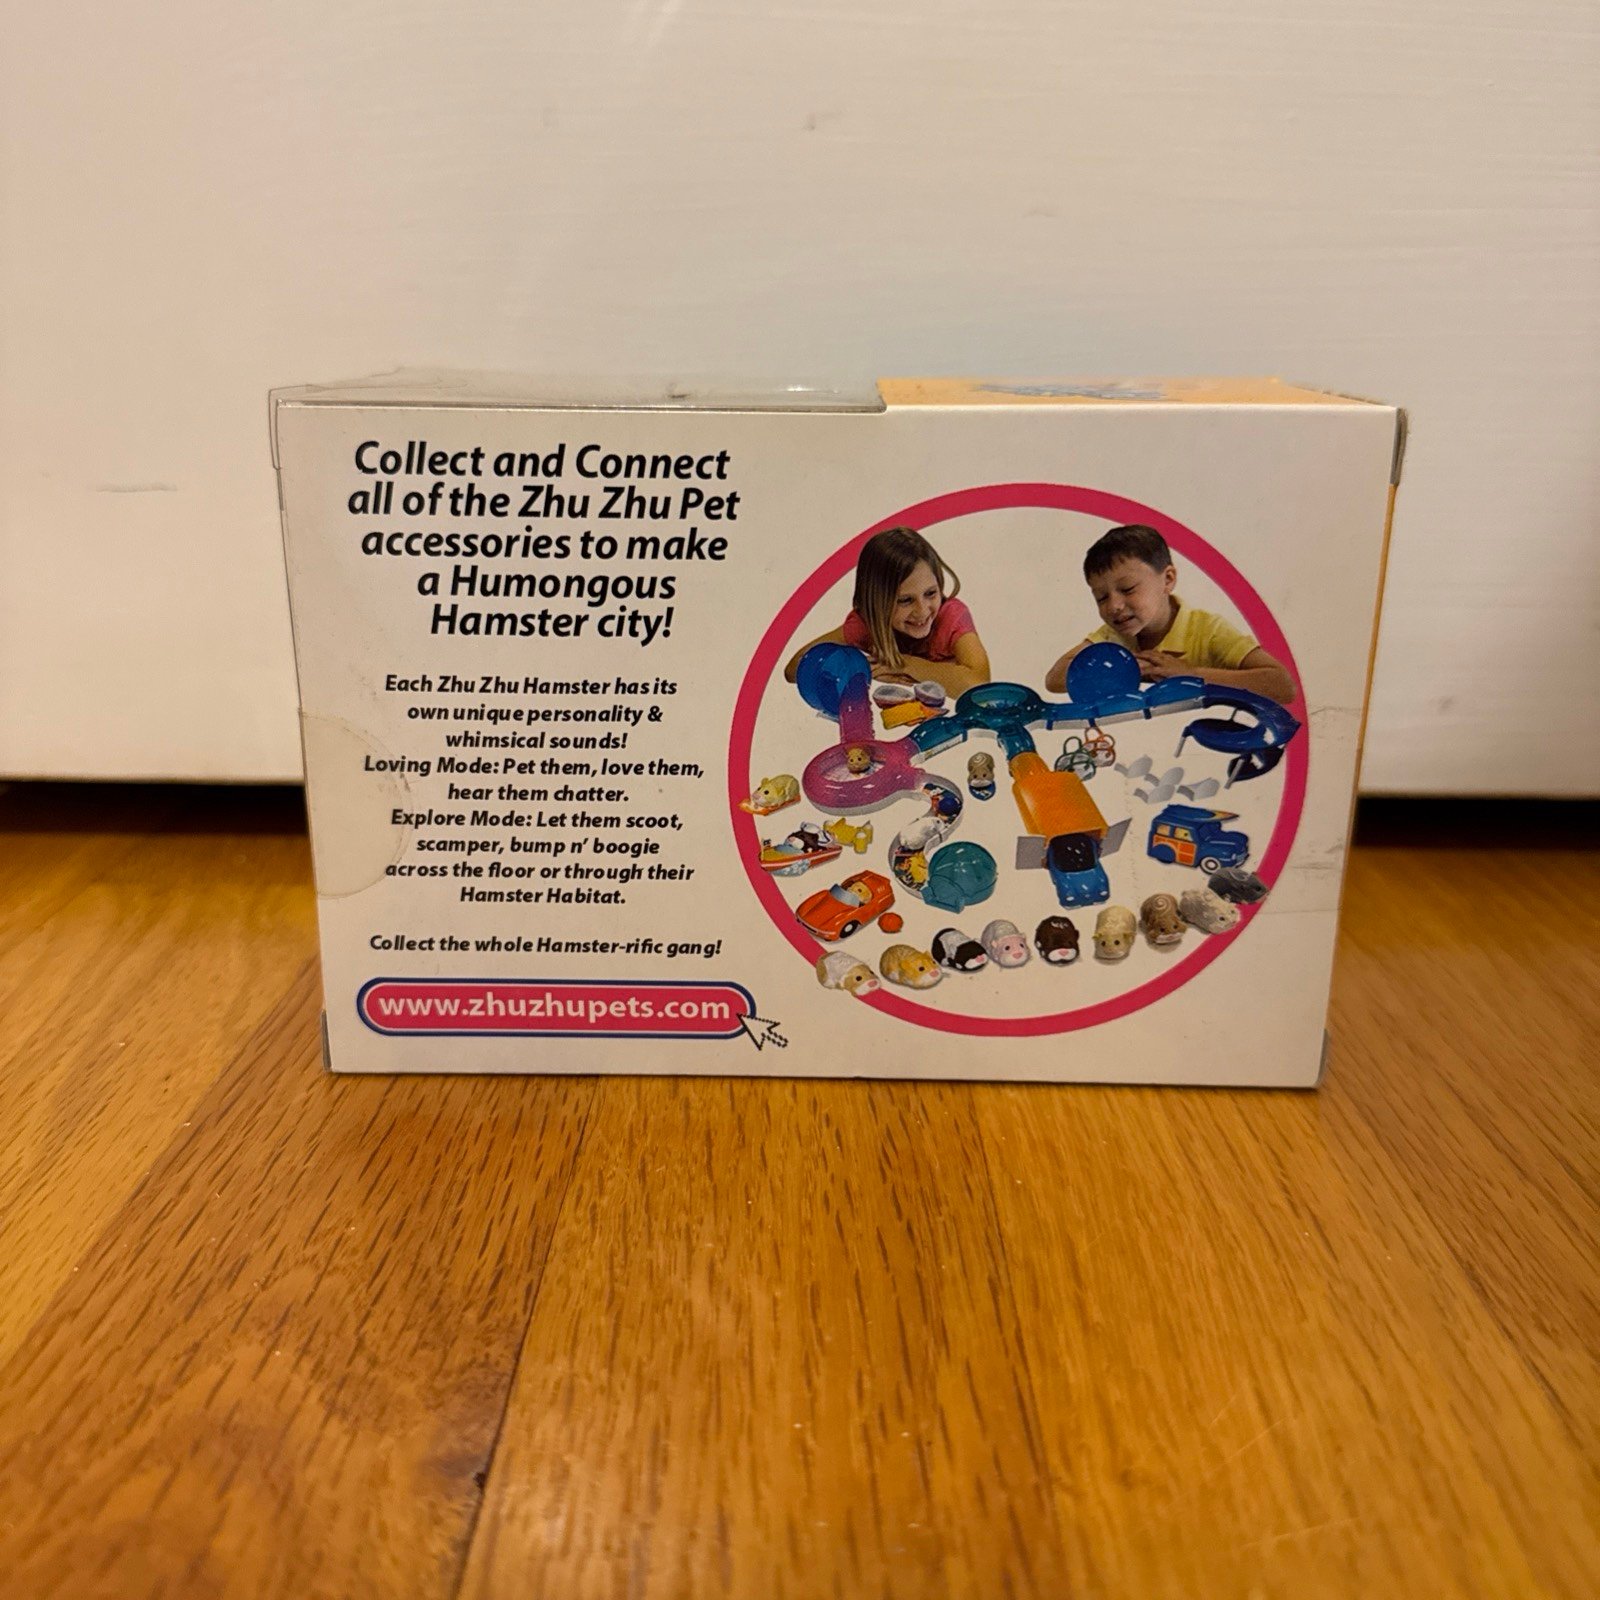 Collect and Connect
all of the Zhu Zhu Pet
accessories to make
a Humongous
Hamster city!
Each Zhu Zhu Hamster has its
own unique personality &
whimsical sounds!
Loving Mode: Pet them, love them,
hear them chatter.
Explore Mode: Let them scoot,
scamper, bump n’ boogie
across the floor or through their
Hamster Habitat.
Collect the whole Hamster-rific gang!
www.zhuzhupets.com